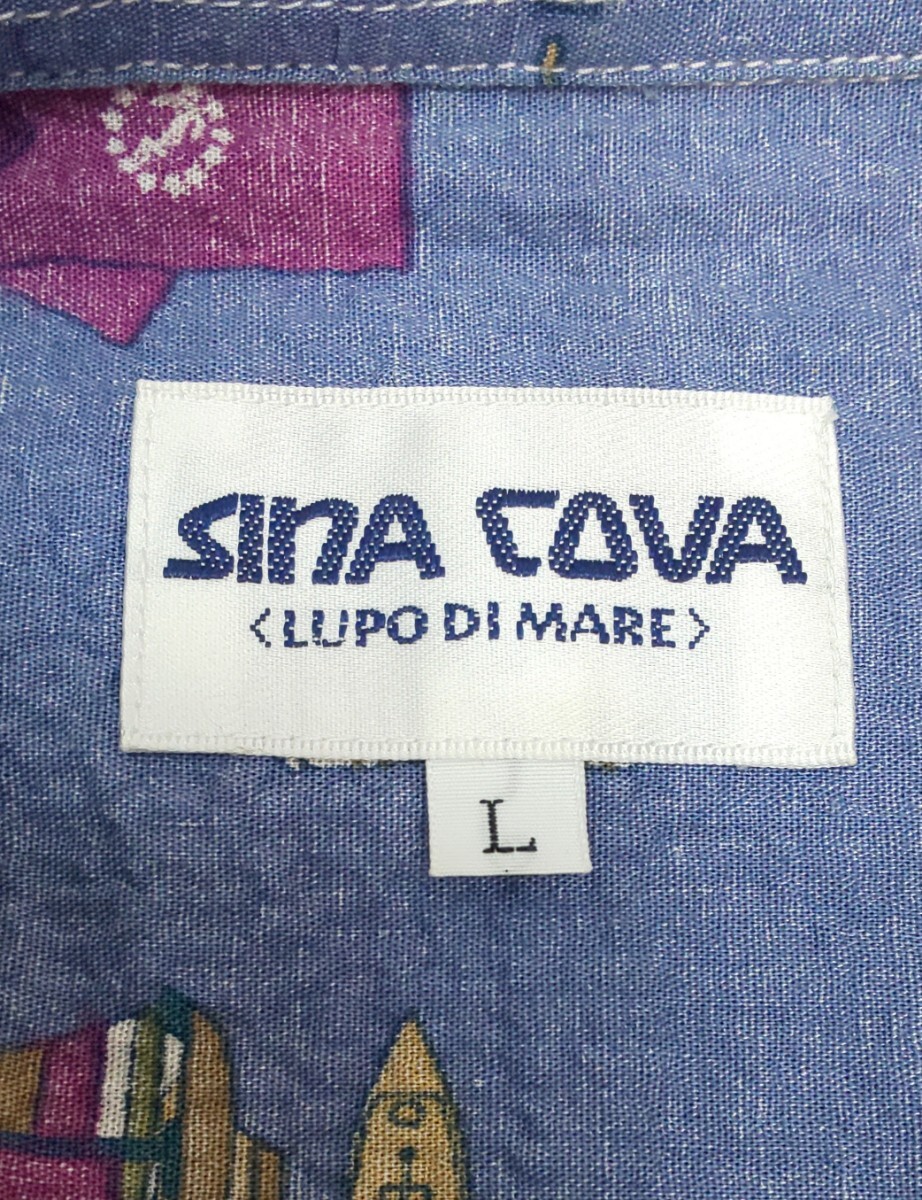 SINA COVA
<LUPO DI MARE>
L